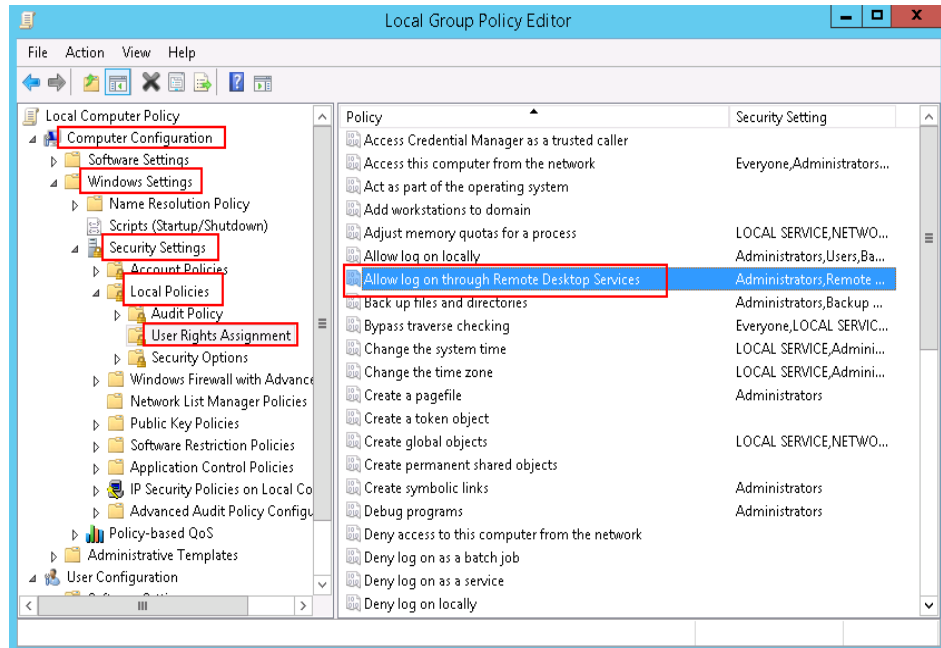 Local Group Policy Editor
File Action View Help
Local Computer Policy
Computer Configuration
Software Settings
Windows Settings
Name Resolution Policy
Scripts (Startup/Shutdown)
Security Settings
Account Policies
Local Policies
Audit Policy
User Rights Assignment
Security Options
Windows Firewall with Advance
Network List Manager Policies
Public Key Policies
Software Restriction Policies
Application Control Policies
IP Security Policies on Local Co
Advanced Audit Policy Configu
Policy-based QoS
Administrative Templates
User Configuration
Policy Security Setting
Access Credential Manager as a trusted caller
Access this computer from the network Everyone,Administrators...
Act as part of the operating system
Add workstations to domain
Adjust memory quotas for a process LOCAL SERVICE,NETWO...
Allow log on locally Administrators,Users,Ba...
Allow log on through Remote Desktop Services Administrators,Remote ...
Back up files and directories Administrators,Backup ...
Bypass traverse checking Everyone,LOCAL SERVIC...
Change the system time LOCAL SERVICE,Admini...
Change the time zone LOCAL SERVICE,Admini...
Create a pagefile Administrators
Create a token object
Create global objects LOCAL SERVICE,NETWO...
Create permanent shared objects
Create symbolic links Administrators
Debug programs Administrators
Deny access to this computer from the network
Deny log on as a batch job
Deny log on as a service
Deny log on locally